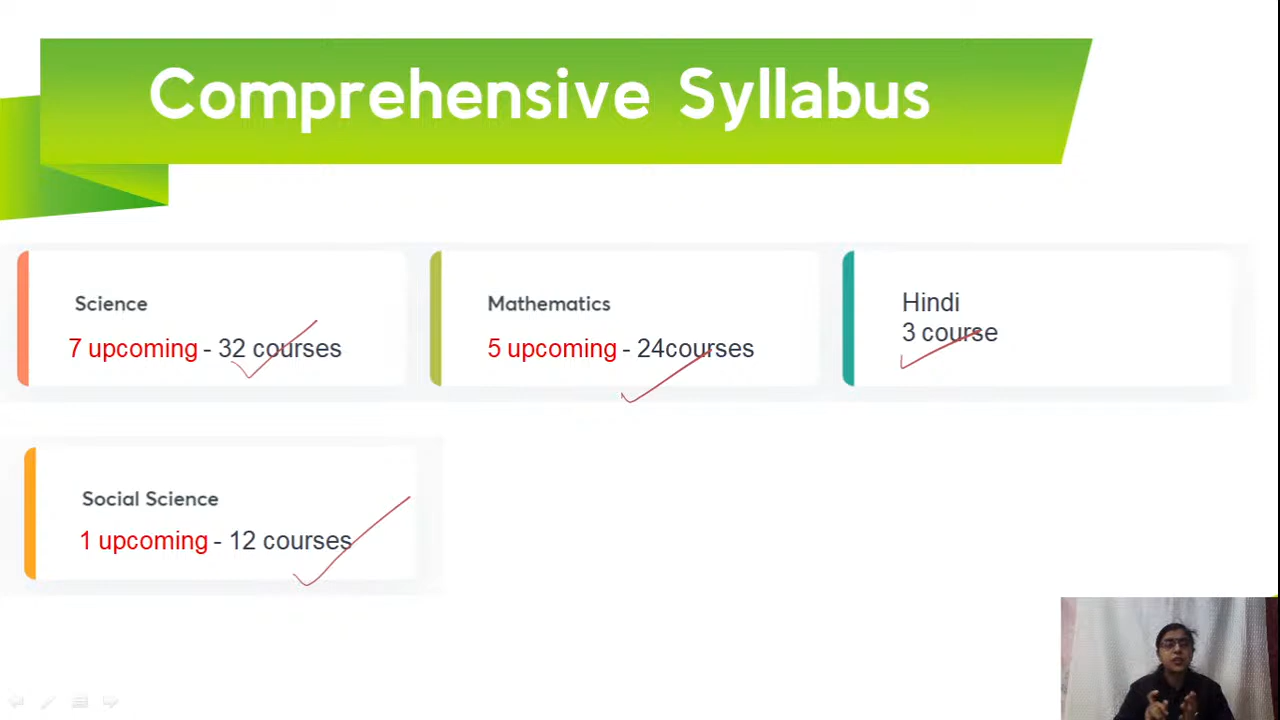 Comprehensive Syllabus
Science
7 upcoming - 32 courses
Mathematics
5 upcoming - 24courses
Hindi
3 course
Social Science
1 upcoming - 12 courses